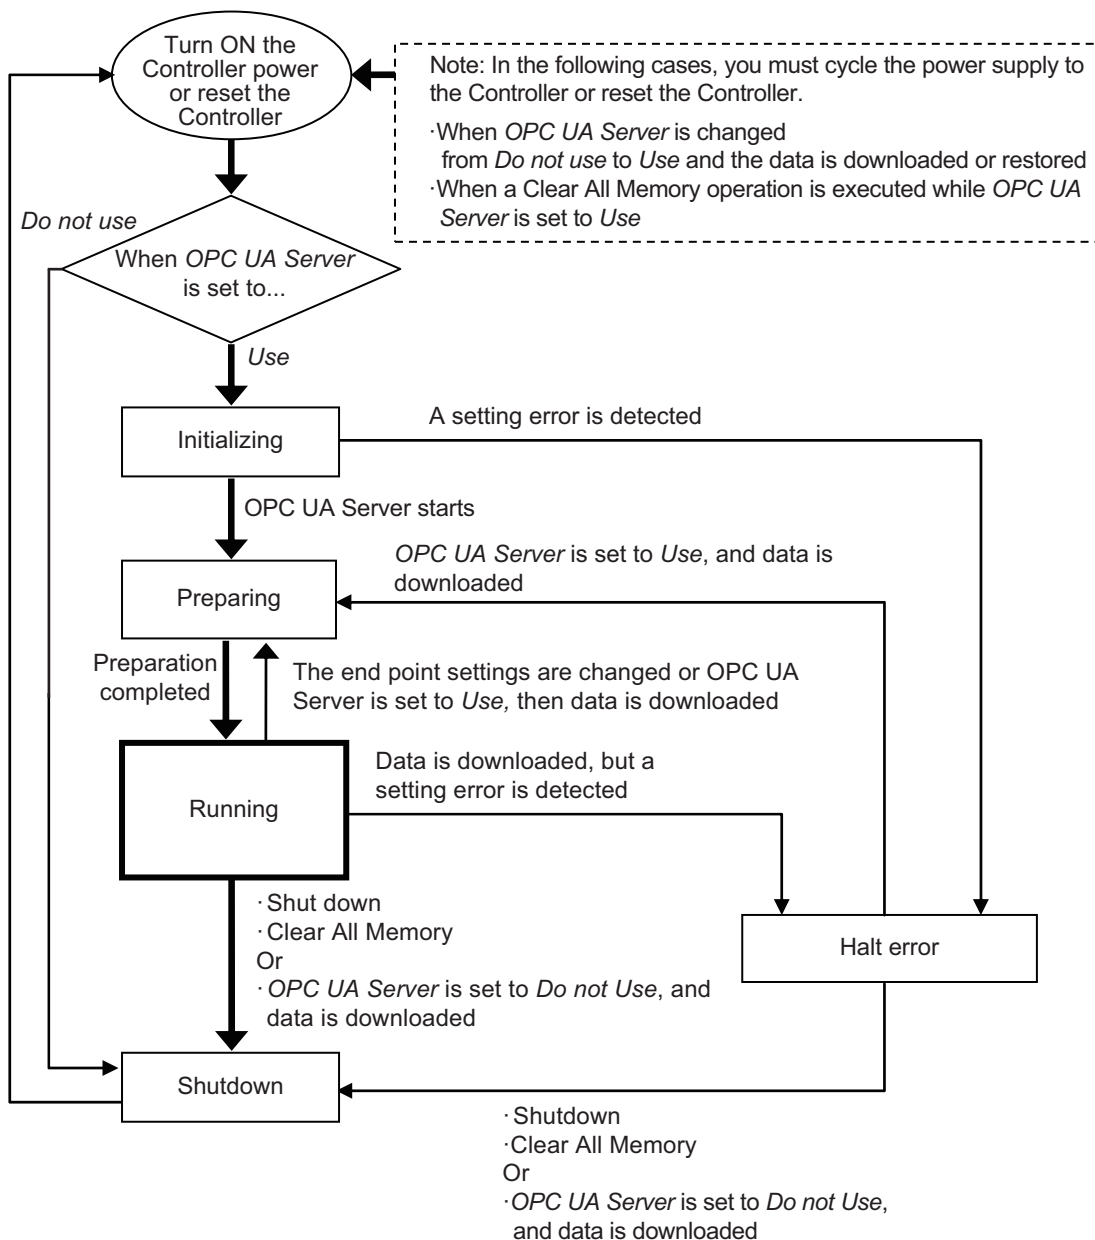 Turn ON the
Controller power
or reset the
Controller
Note: In the following cases, you must cycle the power supply to
the Controller or reset the Controller.
·When OPC UA Server is changed
from Do not use to Use and the data is downloaded or restored
·When a Clear All Memory operation is executed while OPC UA
Server is set to Use
Do not use
When OPC UA Server
is set to...
Use
Initializing
A setting error is detected
OPC UA Server starts
OPC UA Server is set to Use, and data is
downloaded
Preparing
Preparation
completed
The end point settings are changed or OPC UA
Server is set to Use, then data is downloaded
Running
Data is downloaded, but a
setting error is detected
·Shut down
·Clear All Memory
Or
·OPC UA Server is set to Do not Use, and
data is downloaded
Halt error
Shutdown
·Shutdown
·Clear All Memory
Or
·OPC UA Server is set to Do not Use,
and data is downloaded